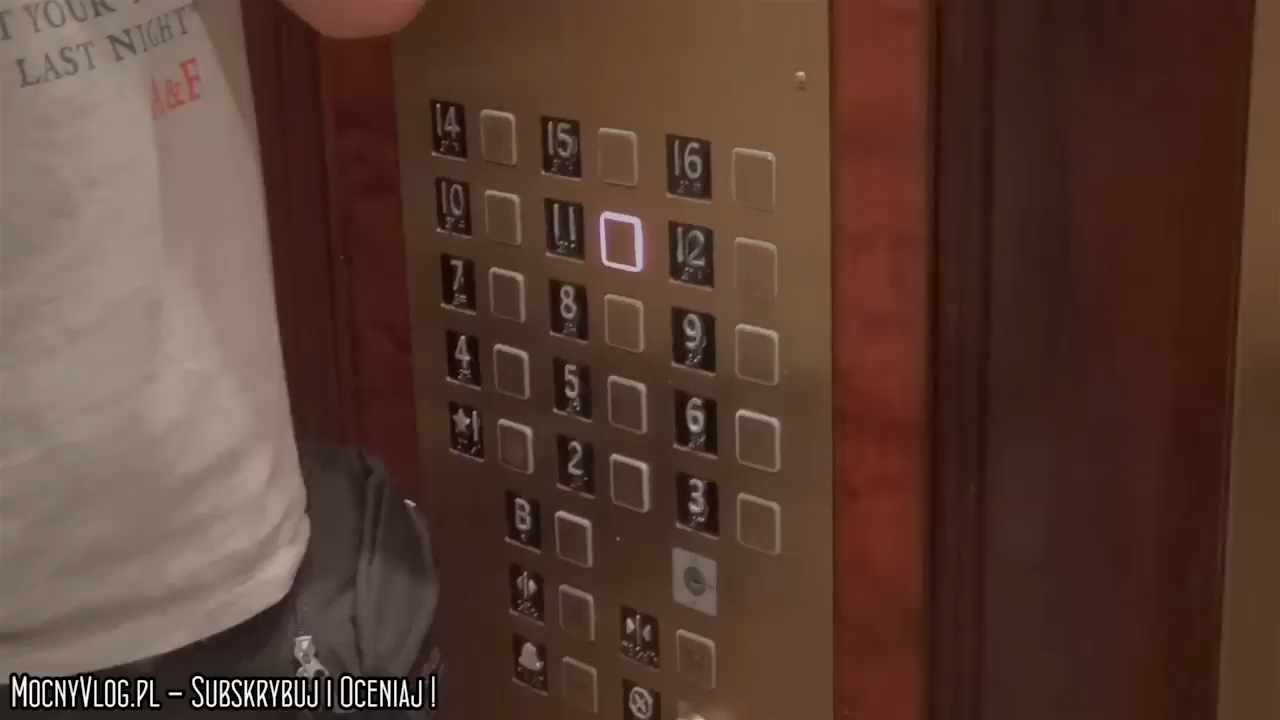 T YOUR
LAST NIGHT"
A&F
14 15 16
10 11 12
7 8 9
4 5 6
★1 2 3
B
MocnyVlog.pl – Subskrybuj i Oceniaj !